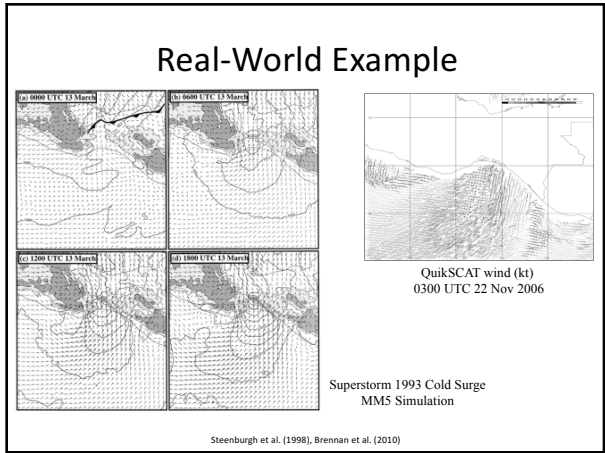 Real-World Example
(a) 0000 UTC 13 March
(b) 0600 UTC 13 March
(c) 1200 UTC 13 March
(d) 1800 UTC 13 March
QuikSCAT wind (kt)
0300 UTC 22 Nov 2006
Superstorm 1993 Cold Surge
MM5 Simulation
Steenburgh et al. (1998), Brennan et al. (2010)